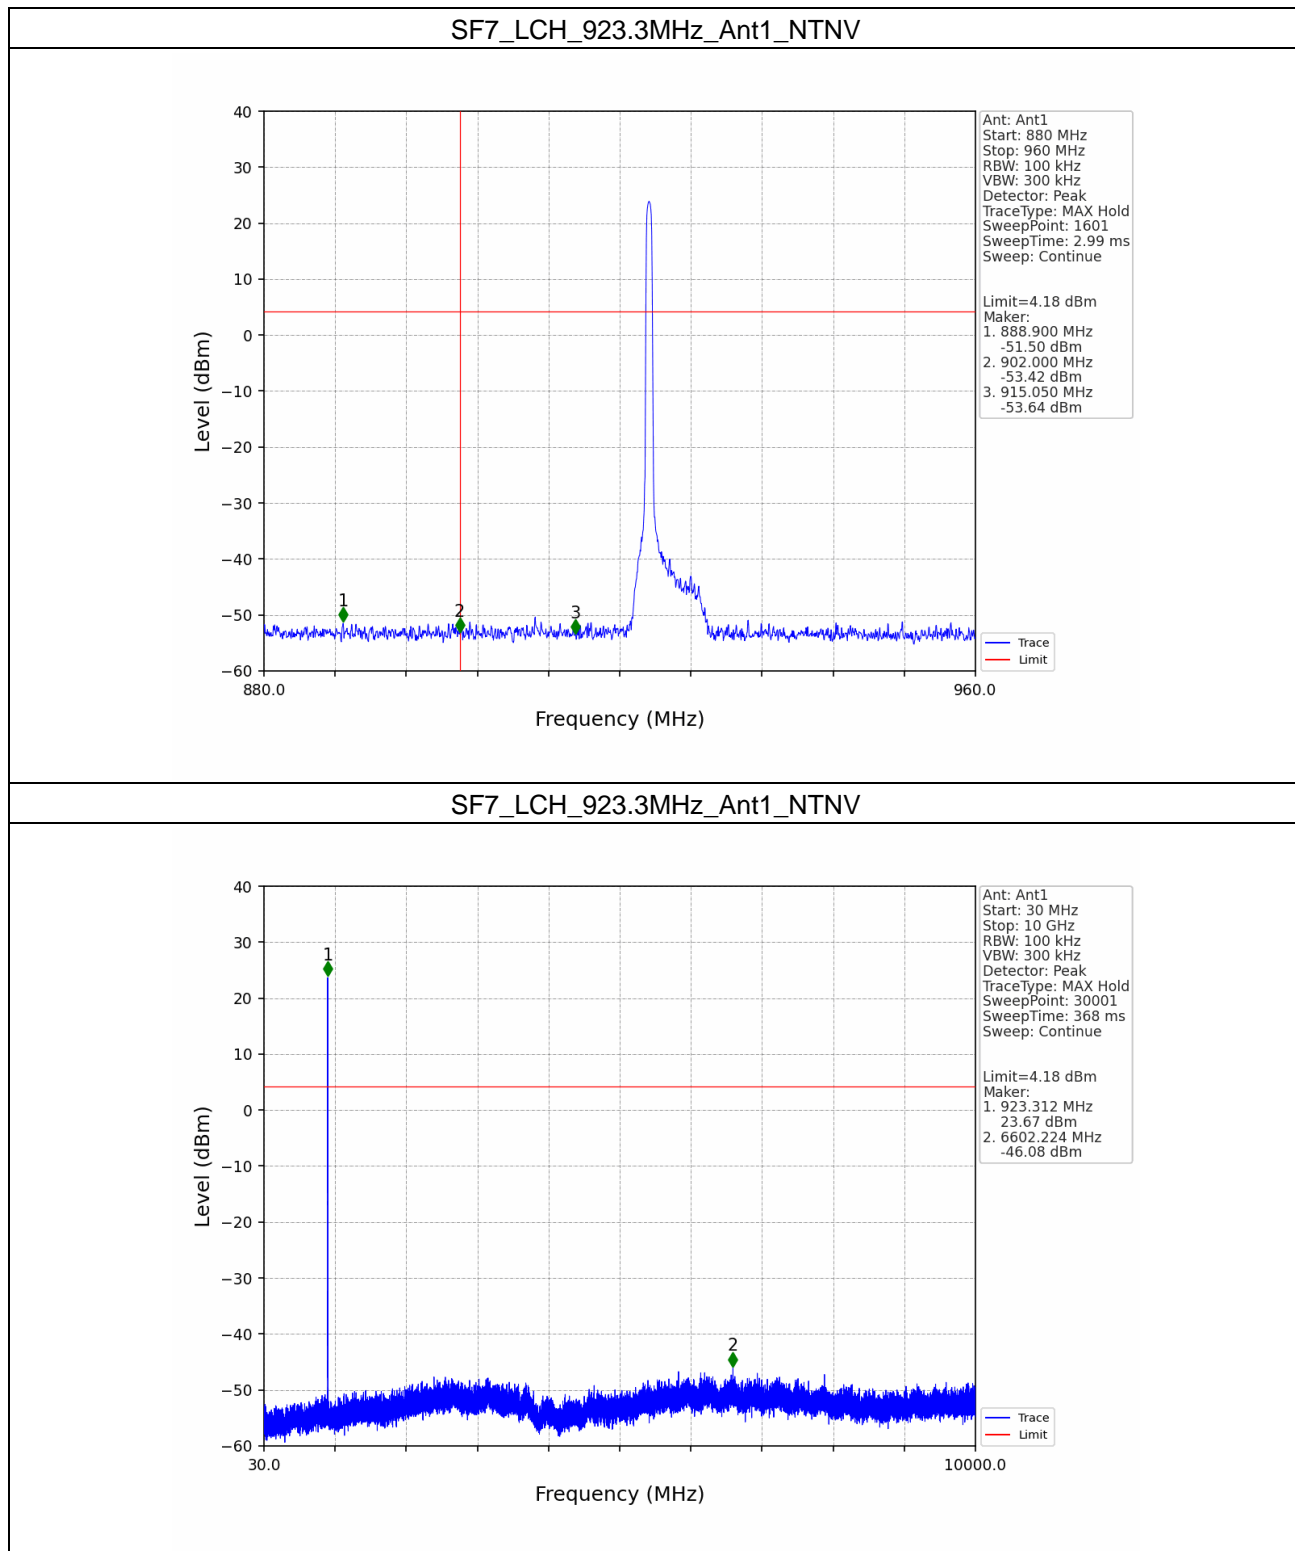 SF7_LCH_923.3MHz_Ant1_NTNV
40
30
20
10
0
−10
−20
−30
−40
−50
−60
Level (dBm)
880.0
960.0
Frequency (MHz)
1
2
3
Ant: Ant1
Start: 880 MHz
Stop: 960 MHz
RBW: 100 kHz
VBW: 300 kHz
Detector: Peak
TraceType: MAX Hold
SweepPoint: 1601
SweepTime: 2.99 ms
Sweep: Continue
Limit=4.18 dBm
Maker:
1. 888.900 MHz
-51.50 dBm
2. 902.000 MHz
-53.42 dBm
3. 915.050 MHz
-53.64 dBm
Trace
Limit
SF7_LCH_923.3MHz_Ant1_NTNV
40
30
20
10
0
−10
−20
−30
−40
−50
−60
Level (dBm)
30.0
10000.0
Frequency (MHz)
1
2
Ant: Ant1
Start: 30 MHz
Stop: 10 GHz
RBW: 100 kHz
VBW: 300 kHz
Detector: Peak
TraceType: MAX Hold
SweepPoint: 30001
SweepTime: 368 ms
Sweep: Continue
Limit=4.18 dBm
Maker:
1. 923.312 MHz
23.67 dBm
2. 6602.224 MHz
-46.08 dBm
Trace
Limit